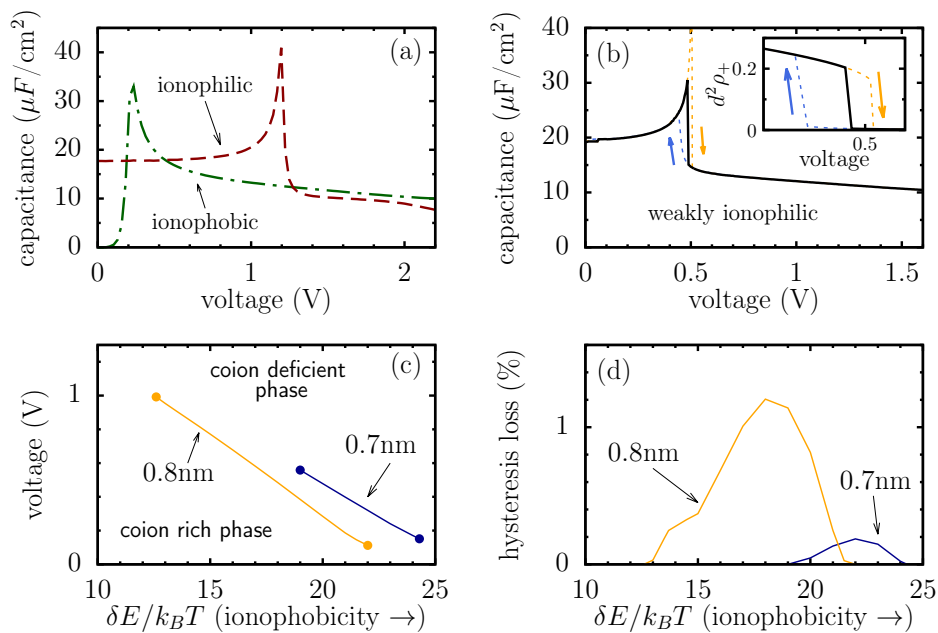 (a)
capacitance (μF/cm²)
40
30
20
10
0
ionophilic
ionophobic
0
1
2
voltage (V)
(b)
capacitance (μF/cm²)
40
30
20
10
0
d²ρ₊
0.2
0
0.5
voltage
weakly ionophilic
0
0.5
1
1.5
voltage (V)
(c)
voltage (V)
1
0
coion deficient
phase
0.7nm
0.8nm
coion rich phase
10
15
20
25
δE/k_BT (ionophobicity →)
(d)
hysteresis loss (%)
1
0
0.8nm
0.7nm
10
15
20
25
δE/k_BT (ionophobicity →)